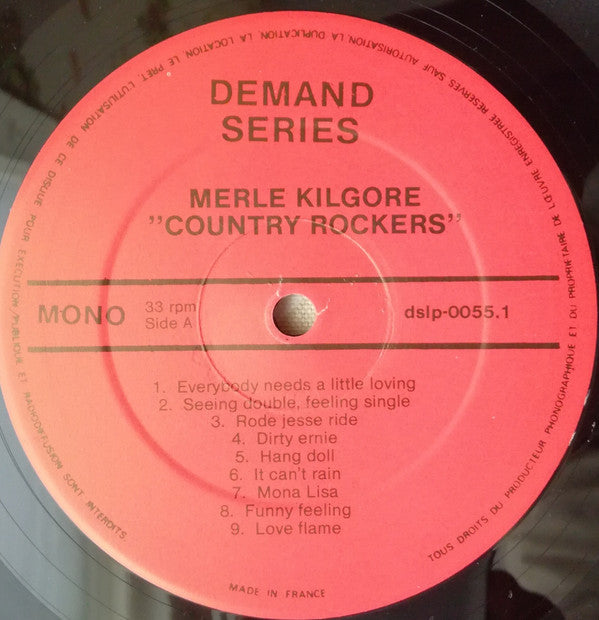 DEMAND
SERIES
MERLE KILGORE
"COUNTRY ROCKERS"
MONO
33 rpm
Side A
dslp-0055.1
1. Everybody needs a little loving
2. Seeing double, feeling single
3. Rode jesse ride
4. Dirty ernie
5. Hang doll
6. It can't rain
7. Mona Lisa
8. Funny feeling
9. Love flame
MADE IN FRANCE
TOUS DROITS DU PRODUCTEUR PHONOGRAPHIQUE ET DU PROPRIETAIRE DE L'ŒUVRE ENREGISTREE RESERVES SAUF AUTORISATION, LA DUPLICATION, LA LOCATION, LE PRET, L'UTILISATION DE CE DISQUE POUR EXECUTION PUBLIQUE ET RADIODIFFUSION SONT INTERDITS